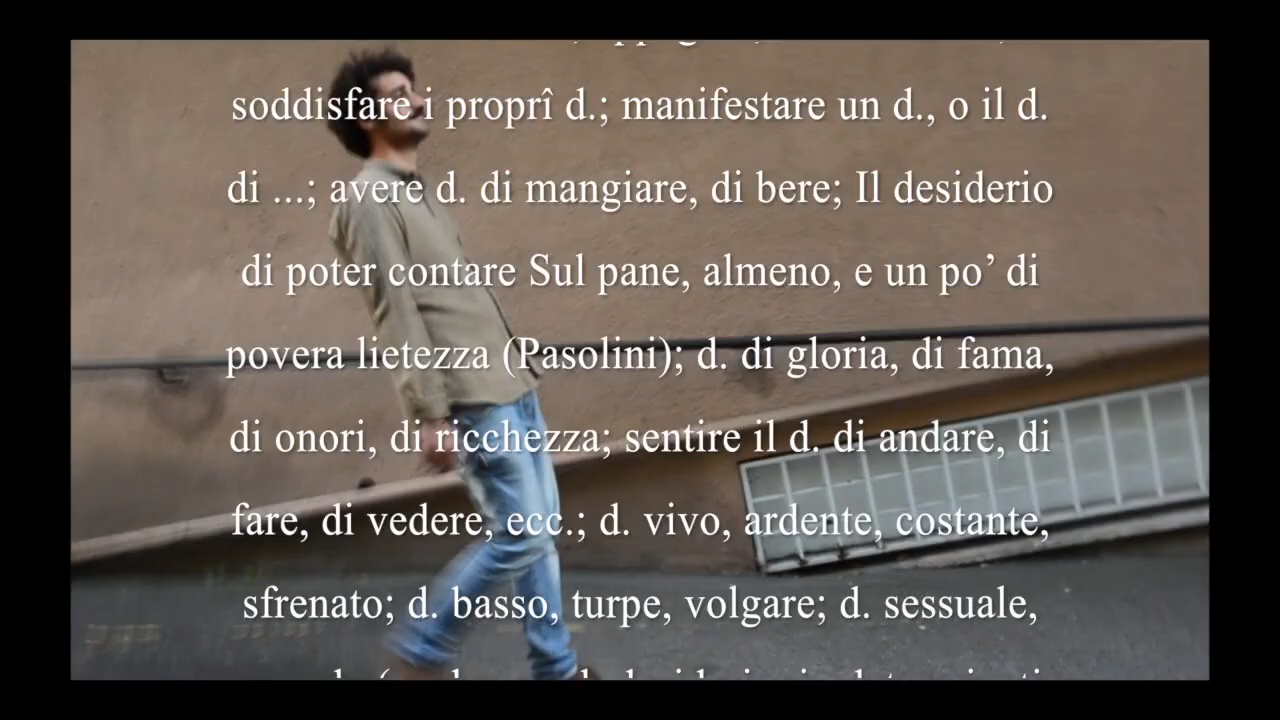 soddisfare i proprî d.; manifestare un d., o il d.
di ...; avere d. di mangiare, di bere; Il desiderio
di poter contare Sul pane, almeno, e un po’ di
povera lietezza (Pasolini); d. di gloria, di fama,
di onori, di ricchezza; sentire il d. di andare, di
fare, di vedere, ecc.; d. vivo, ardente, costante,
sfrenato; d. basso, turpe, volgare; d. sessuale,